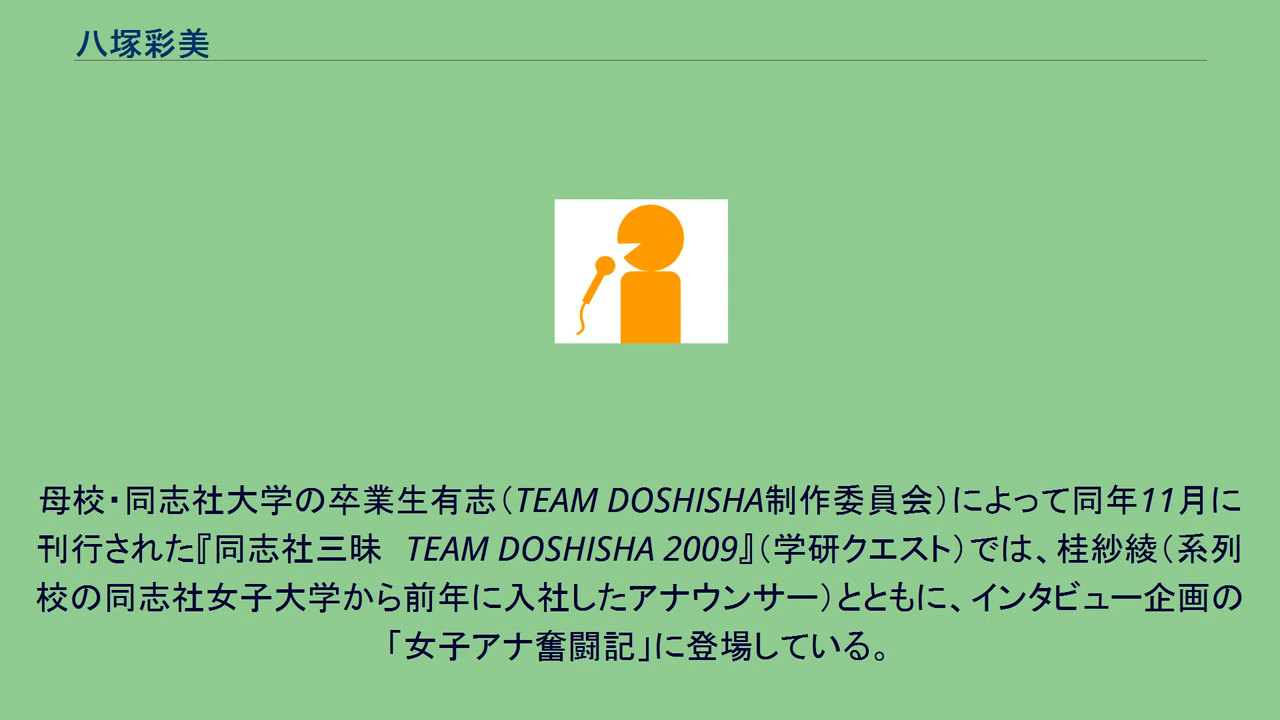 八塚彩美
母校・同志社大学の卒業生有志（TEAM DOSHISHA制作委員会）によって同年11月に
刊行された『同志社三昧　TEAM DOSHISHA 2009』（学研クエスト）では、桂紗綾（系列
校の同志社女子大学から前年に入社したアナウンサー）とともに、インタビュー企画の
「女子アナ奮闘記」に登場している。